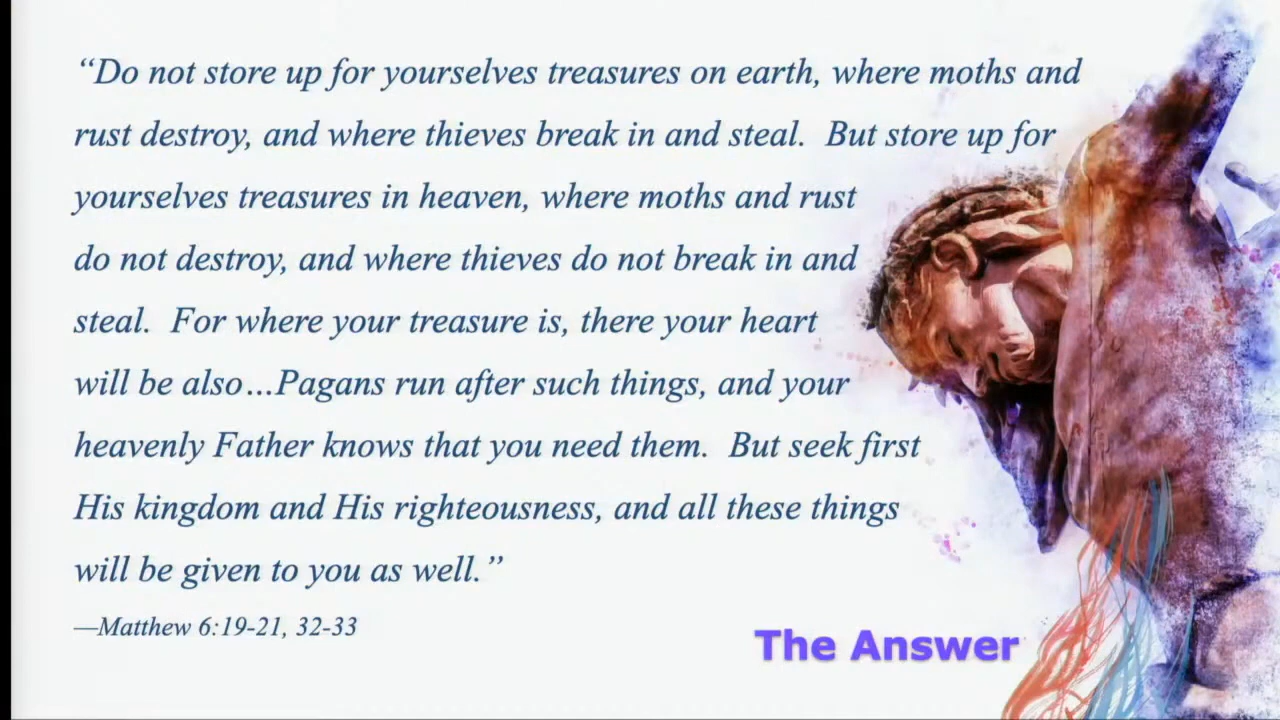 “Do not store up for yourselves treasures on earth, where moths and
rust destroy, and where thieves break in and steal.  But store up for
yourselves treasures in heaven, where moths and rust
do not destroy, and where thieves do not break in and
steal.  For where your treasure is, there your heart
will be also…Pagans run after such things, and your
heavenly Father knows that you need them.  But seek first
His kingdom and His righteousness, and all these things
will be given to you as well.”
—Matthew 6:19-21, 32-33
The Answer